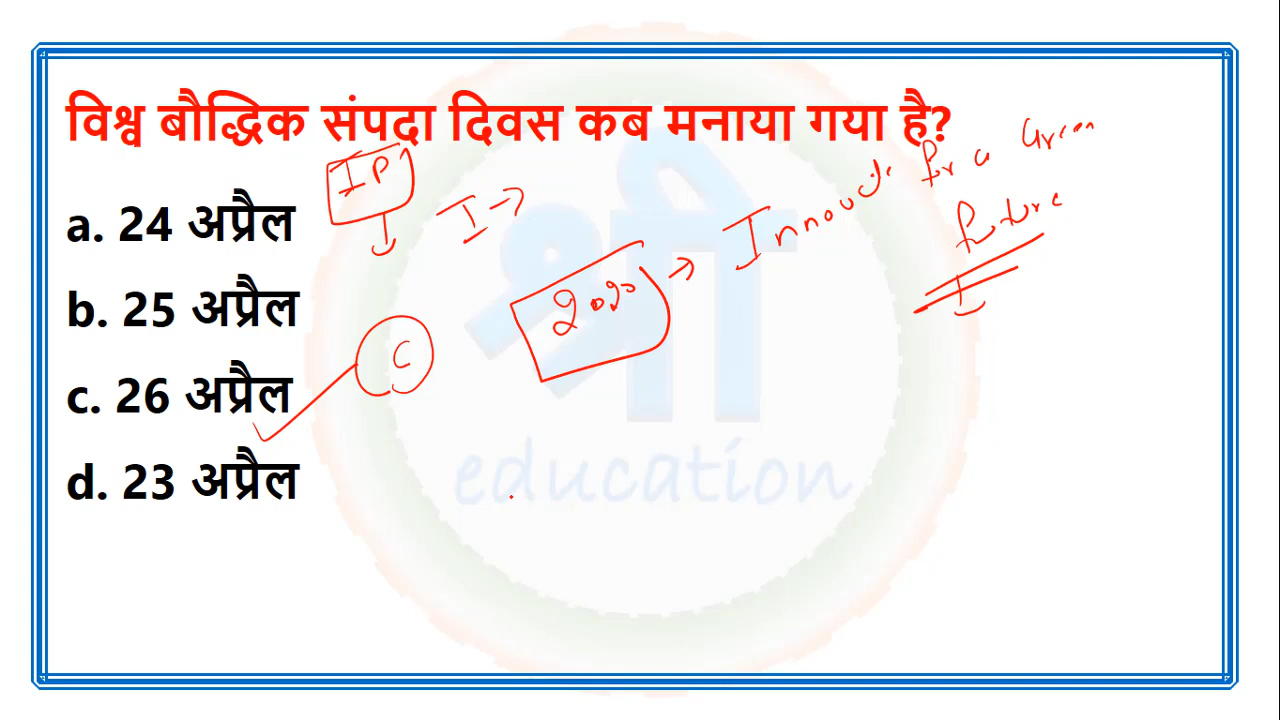 विश्व बौद्धिक संपदा दिवस कब मनाया गया है?
IP
I →
a. 24 अप्रैल
2020 → Innovate for a Green
future
b. 25 अप्रैल
C
c. 26 अप्रैल
d. 23 अप्रैल
श्री
education